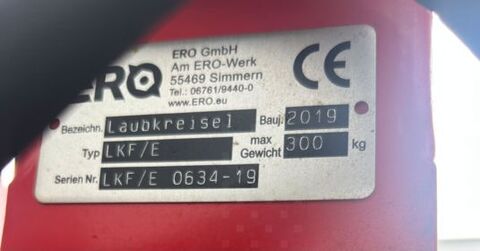 ERO
ERO GmbH
Am ERO-Werk
55469 Simmern
Tel.: 06761/9440-0
www.ERO.eu
CE
Bezeichn. Laubkreisel Bauj. 2019
Typ LKF/E max Gewicht 300 kg
Serien Nr. LKF/E 0634-19